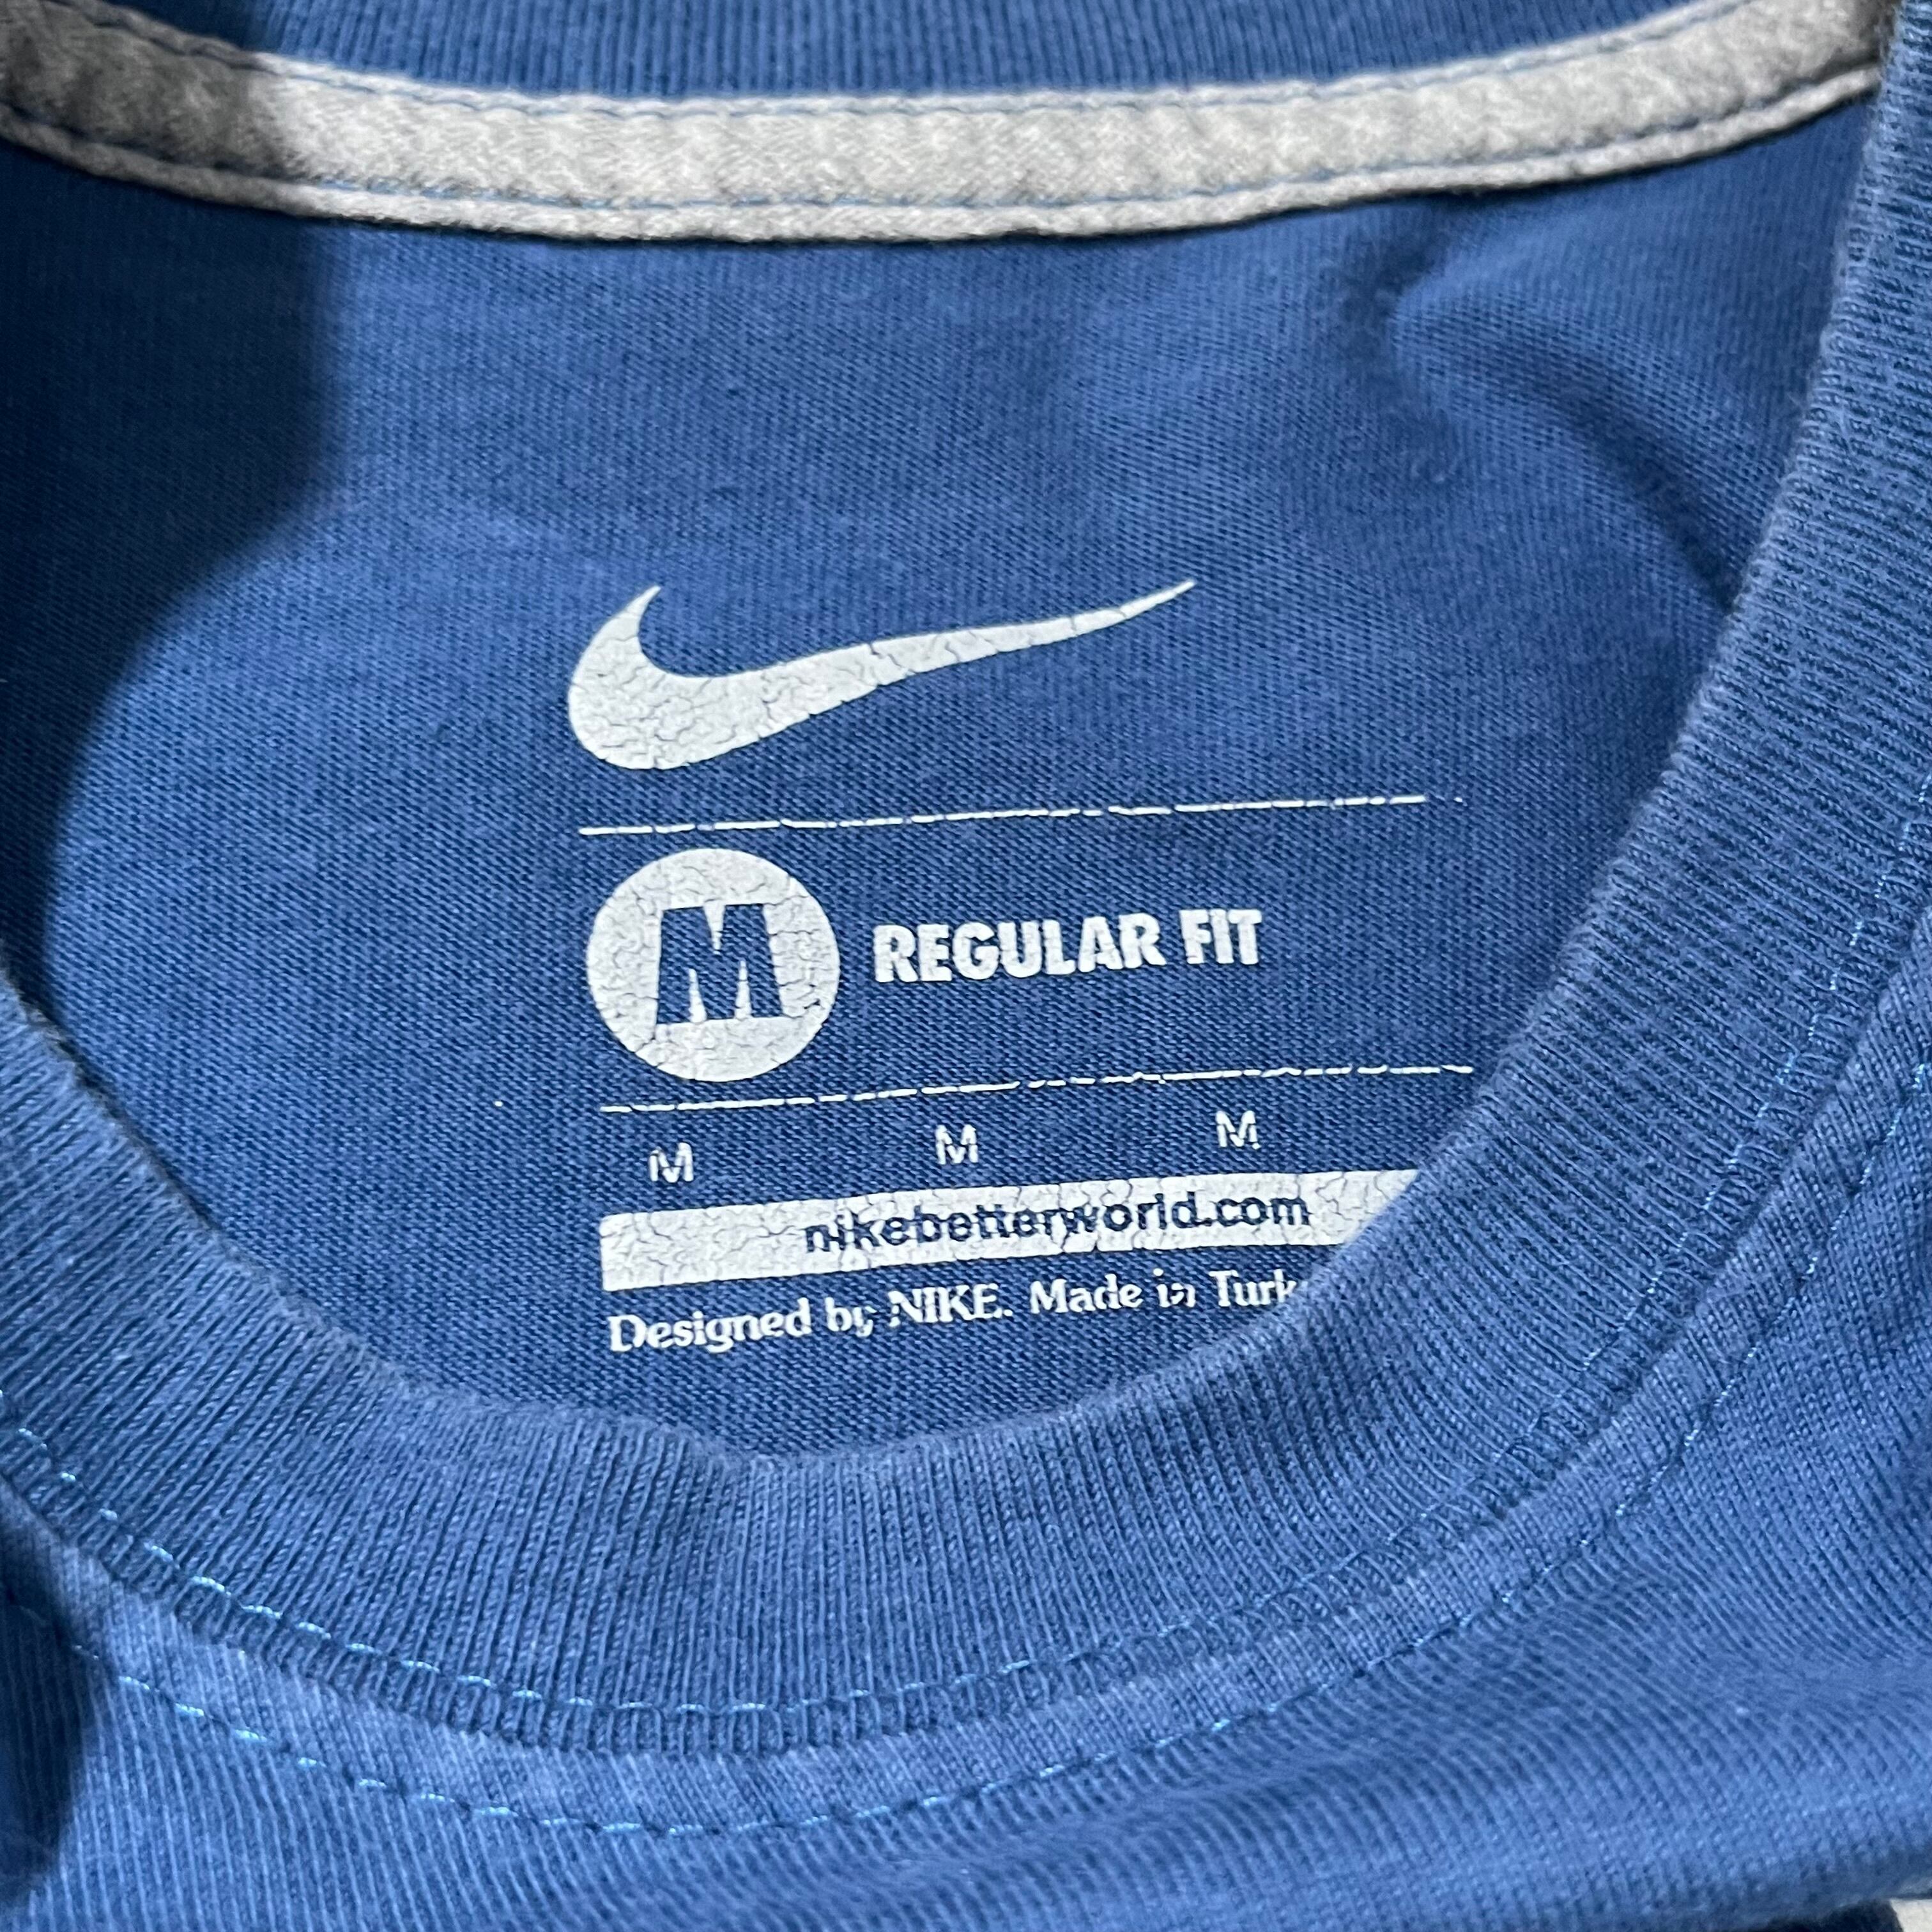 M REGULAR FIT
M M M
nikebetterworld.com
Designed by NIKE. Made in